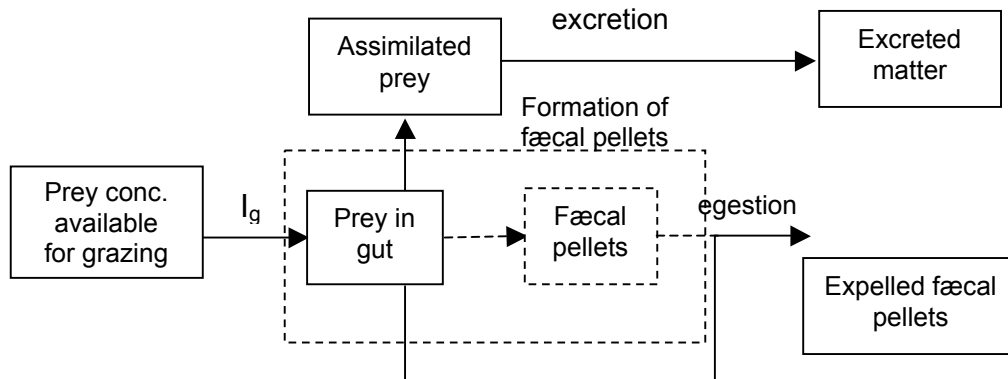 excretion
Assimilated
prey
Excreted
matter
Formation of
fæcal pellets
Prey conc.
available
for grazing
Ig
Prey in
gut
Fæcal
pellets
egestion
Expelled fæcal
pellets